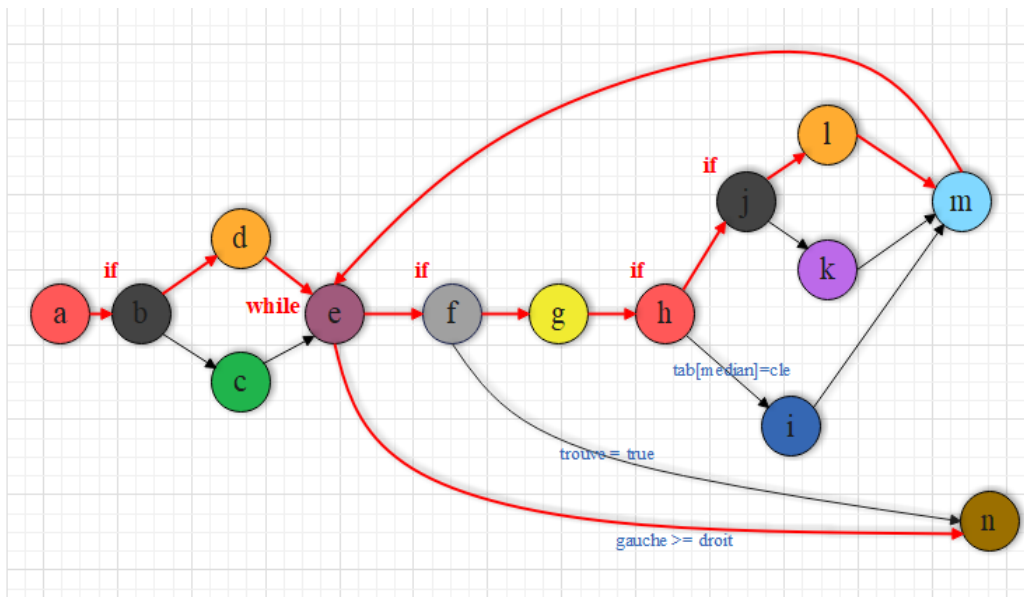 l
if
j
m
d
k
if
if
if
while
a
b
e
f
g
h
c
tab[median]=cle
i
trouve = true
n
gauche >= droit